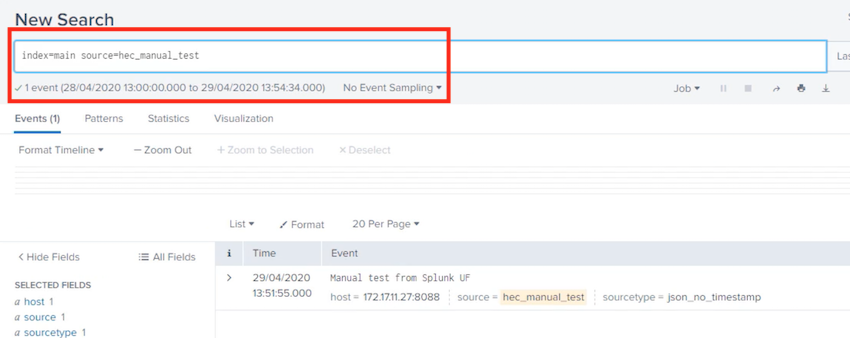 New Search
index=main source=hec_manual_test
Las
✓ 1 event (28/04/2020 13:00:00.000 to 29/04/2020 13:54:34.000) No Event Sampling ▾ Job ▾
Events (1) Patterns Statistics Visualization
Format Timeline ▾ — Zoom Out + Zoom to Selection × Deselect
List ▾ Format 20 Per Page ▾
< Hide Fields All Fields i Time Event
SELECTED FIELDS
a host 1
a source 1
a sourcetype 1
> 29/04/2020 Manual test from Splunk UF
13:51:55.000 host = 172.17.11.27:8088 source = hec_manual_test sourcetype = json_no_timestamp